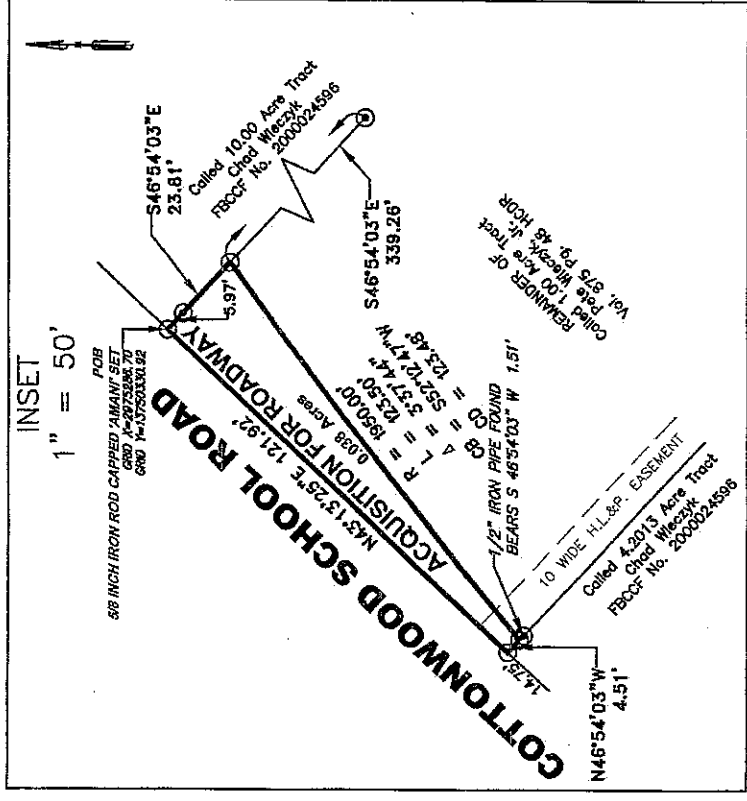 INSET
1" = 50'
POB
5/8 INCH IRON ROD CAPPED 'AMANI' SET
GRID X=2975286.70
GRID Y=13750330.92
S46°54'03"E
23.81'
Called 10.00 Acre Tract
Chad Wleczyk
FBCCF No. 2000024596
5.97'
S46°54'03"E
339.26'
COTTONWOOD SCHOOL ROAD
N43°13'25"E 121.92'
ACQUISITION FOR ROADWAY
0.038 Acres
R = 1950.00'
L = 123.50'
Δ = 3°37'44"
CB = S52°12'47"W
CD = 123.48'
REMAINDER OF
Called 1.00 Acre Tract
Pete Wleczyk, Jr.
Vol. 875 Pg. 48 HCDR
1/2" IRON PIPE FOUND
BEARS S 46°54'03" W 1.51'
10 WIDE H.L.&P. EASEMENT
Called 4.2013 Acre Tract
Chad Wleczyk
FBCCF No. 2000024596
14.75'
N46°54'03"W
4.51'